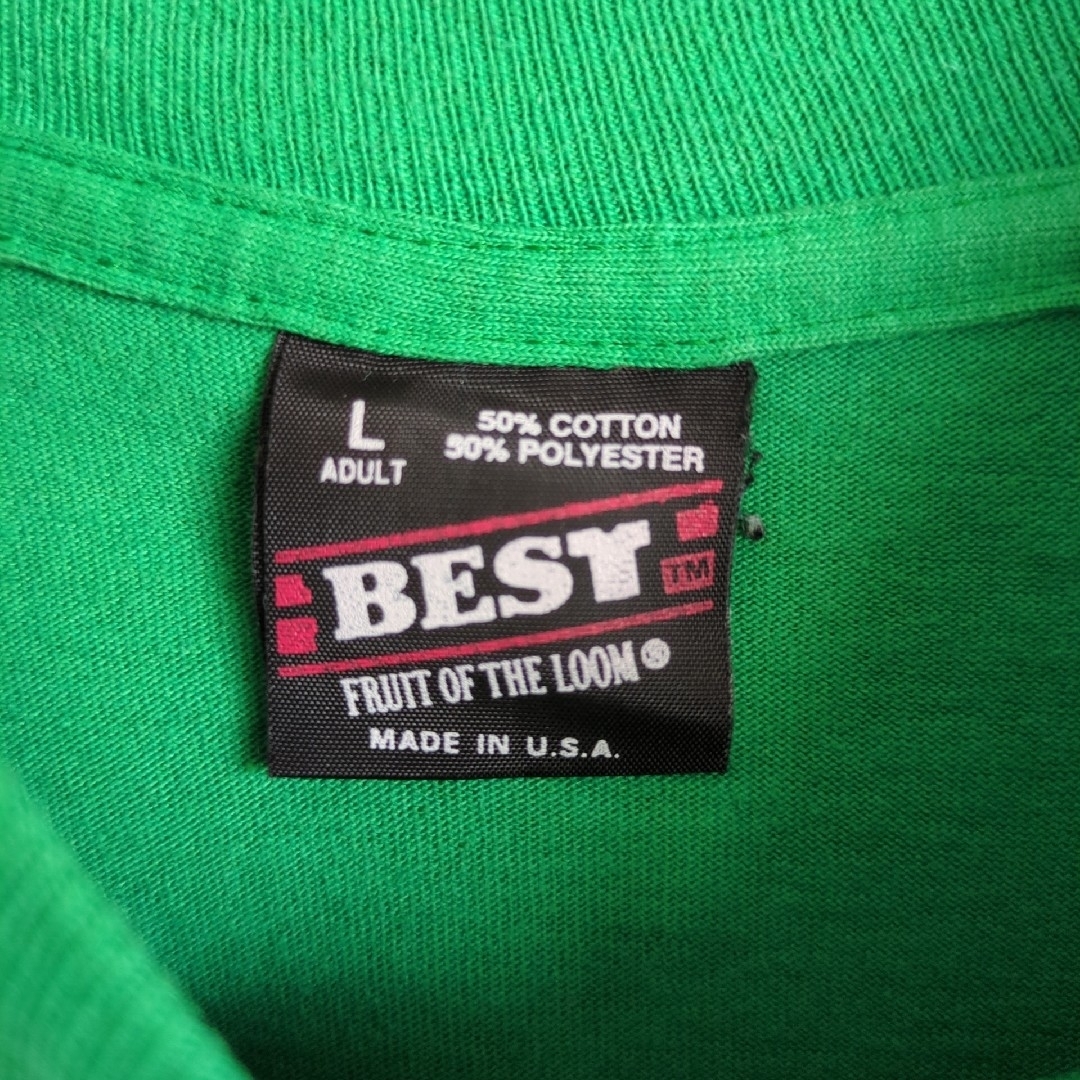 L
ADULT
50% COTTON
50% POLYESTER
BEST
TM
FRUIT OF THE LOOM®
MADE IN U.S.A.